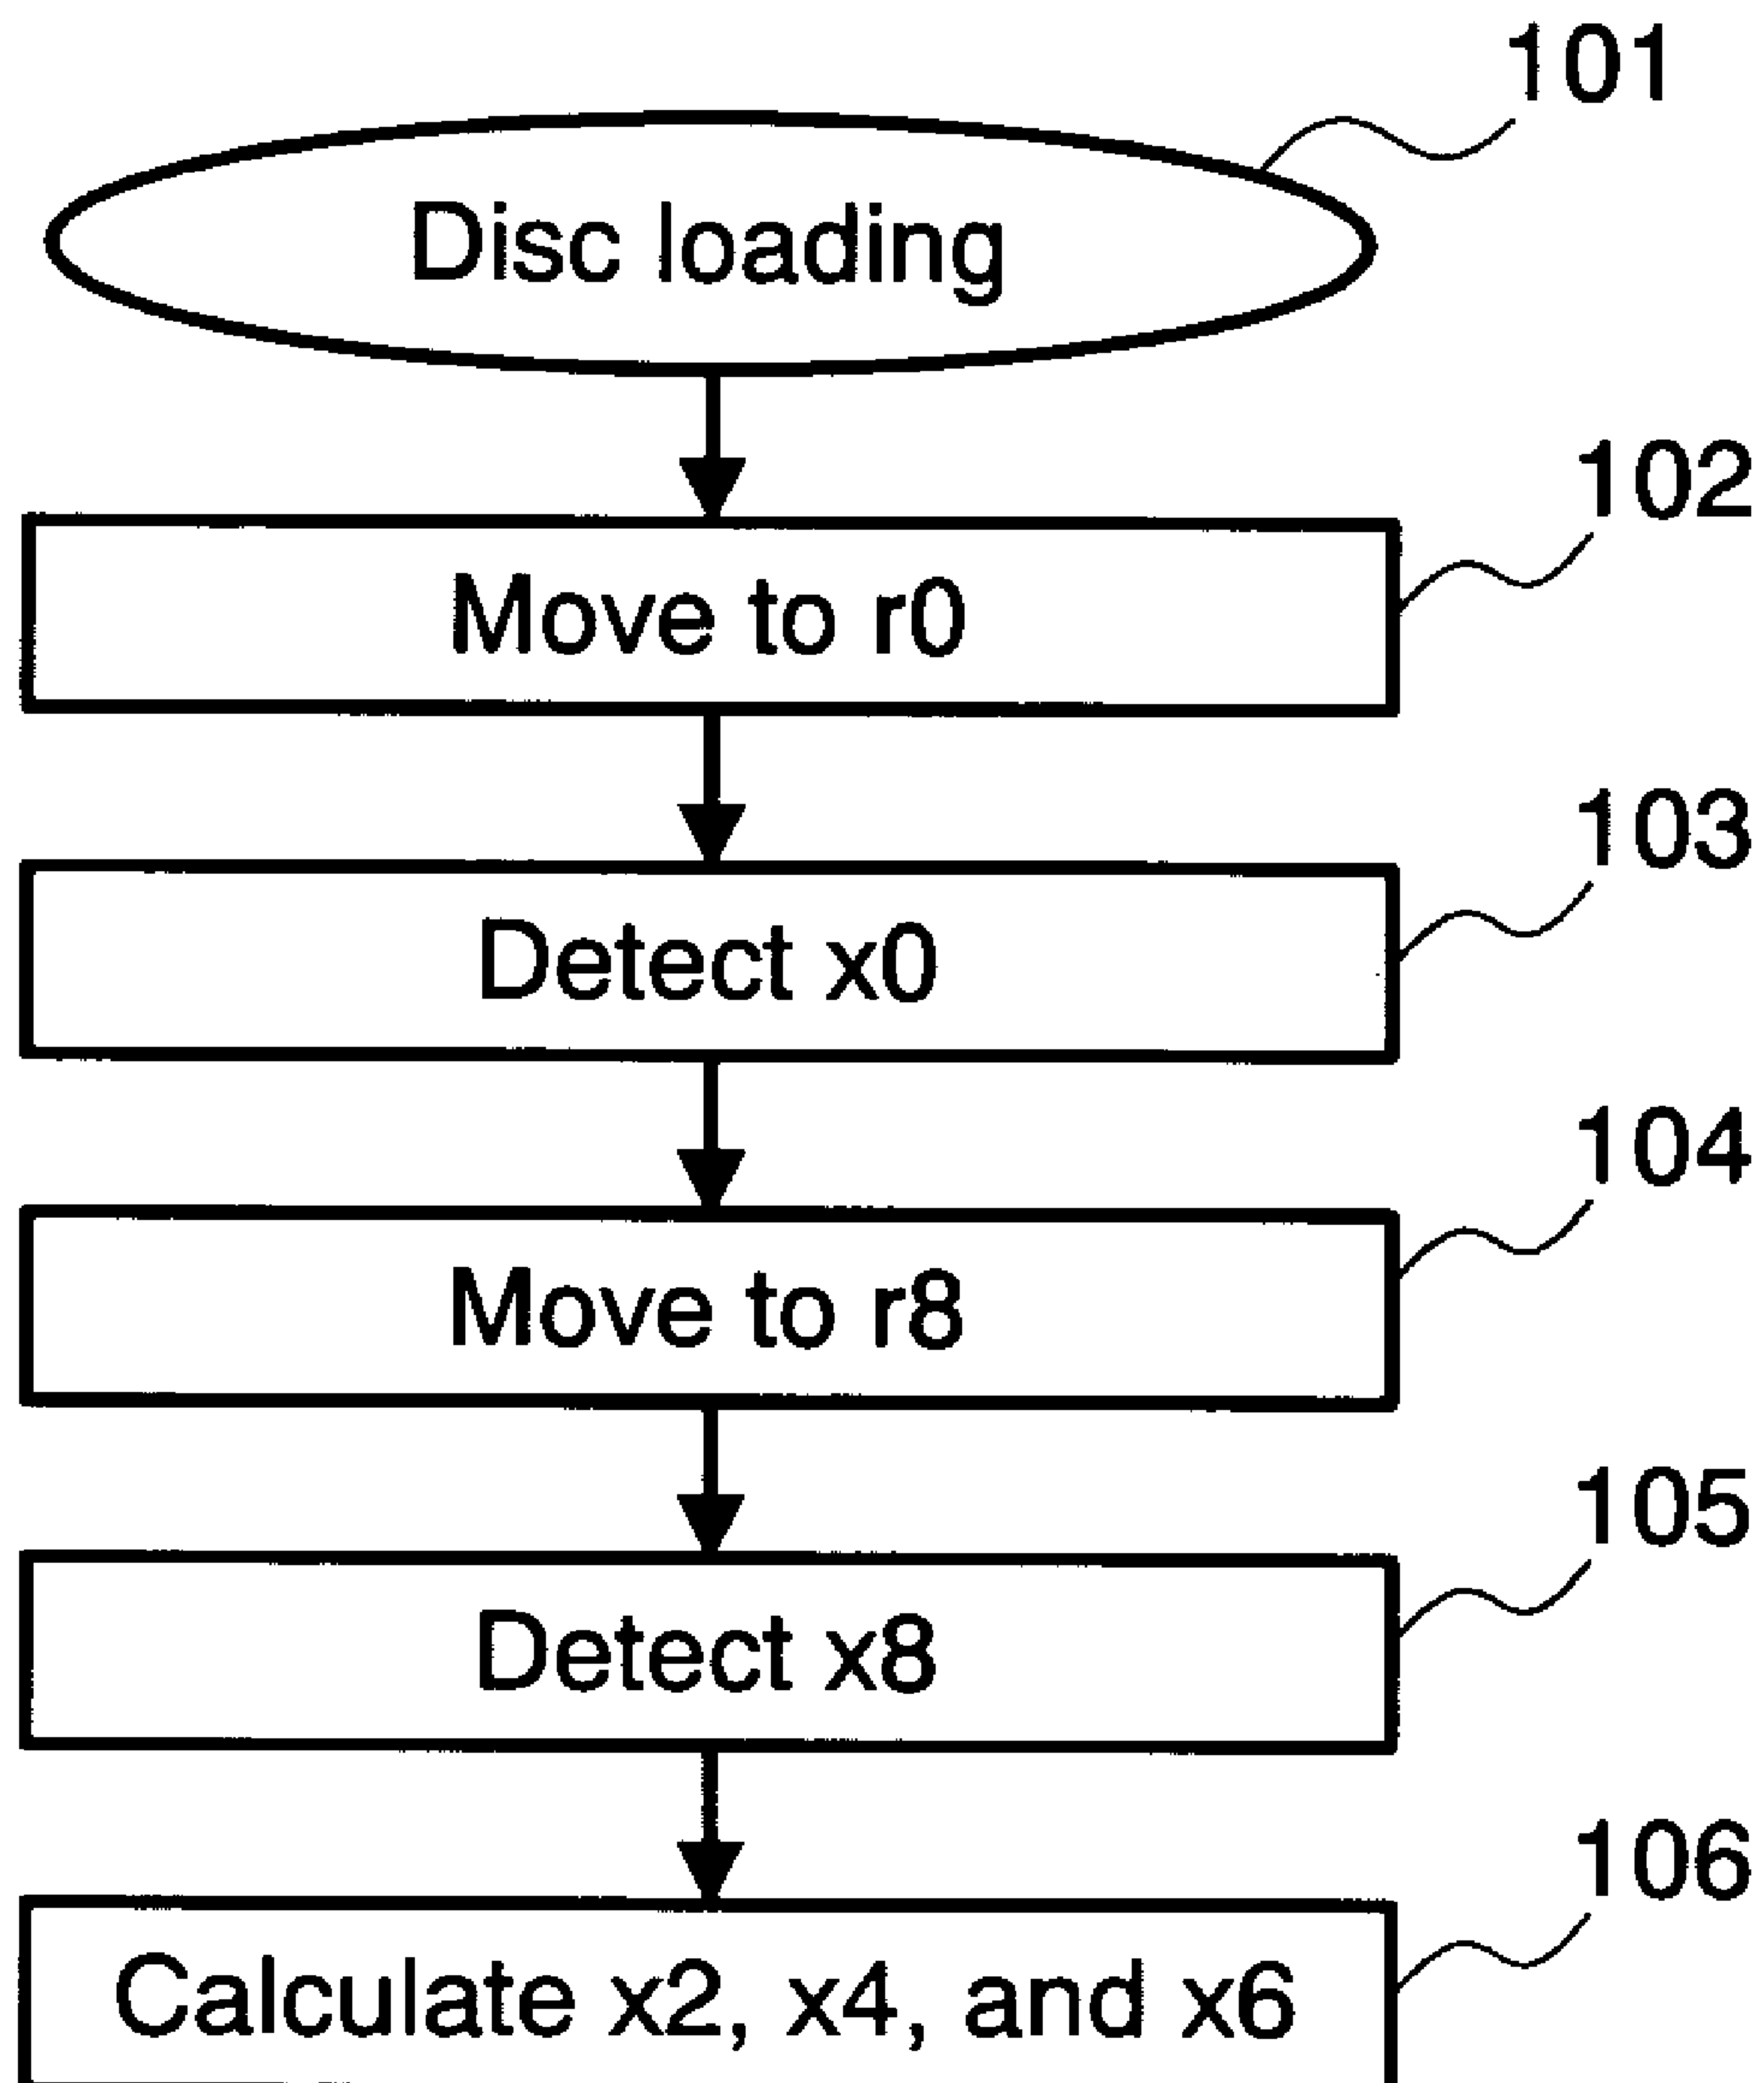 101
Disc loading
102
Move to r0
103
Detect x0
104
Move to r8
105
Detect x8
106
Calculate x2, x4, and x6